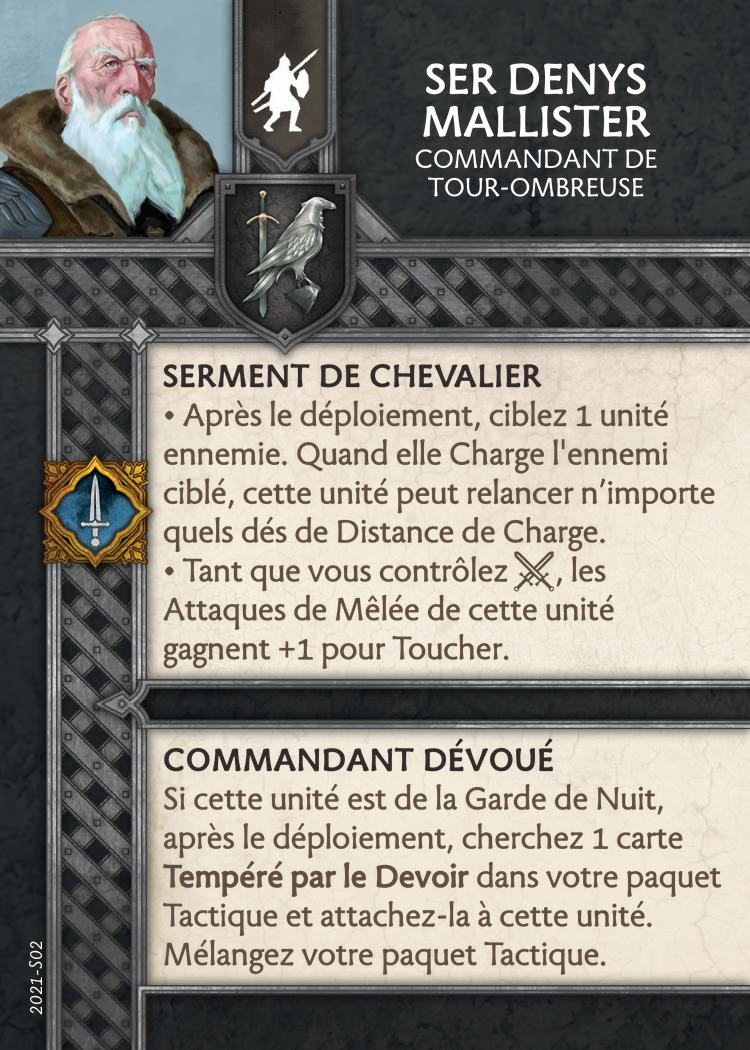 SER DENYS
MALLISTER
COMMANDANT DE
TOUR-OMBREUSE
SERMENT DE CHEVALIER
• Après le déploiement, ciblez 1 unité
ennemie. Quand elle Charge l'ennemi
ciblé, cette unité peut relancer n’importe
quels dés de Distance de Charge.
• Tant que vous contrôlez , les
Attaques de Mêlée de cette unité
gagnent +1 pour Toucher.
COMMANDANT DÉVOUÉ
Si cette unité est de la Garde de Nuit,
après le déploiement, cherchez 1 carte
Tempéré par le Devoir dans votre paquet
Tactique et attachez-la à cette unité.
Mélangez votre paquet Tactique.
2021-S02